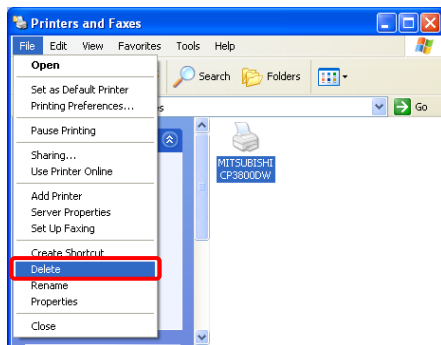 Printers and Faxes
File Edit View Favorites Tools Help
Open
Set as Default Printer
Printing Preferences...
Pause Printing
Sharing...
Use Printer Online
Add Printer
Server Properties
Set Up Faxing
Create Shortcut
Delete
Rename
Properties
Close
Search Folders
s Go
MITSUBISHI
CP3800DW